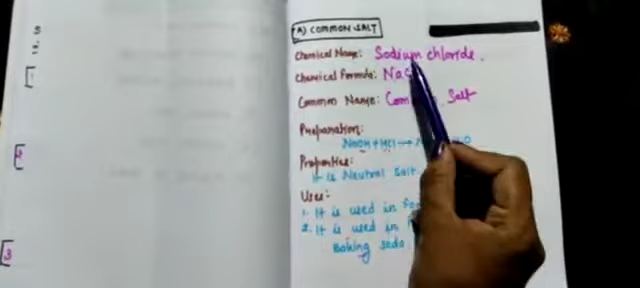 A) COMMON SALT
Chemical Name: Sodium chloride.
Chemical Formula: Na
Common Name: Com Salt
Preparation:
NaOH + HCl → N O
Properties:
It is Neutral Salt.
Uses:
1. It is used in
2. It is used in
Baking soda